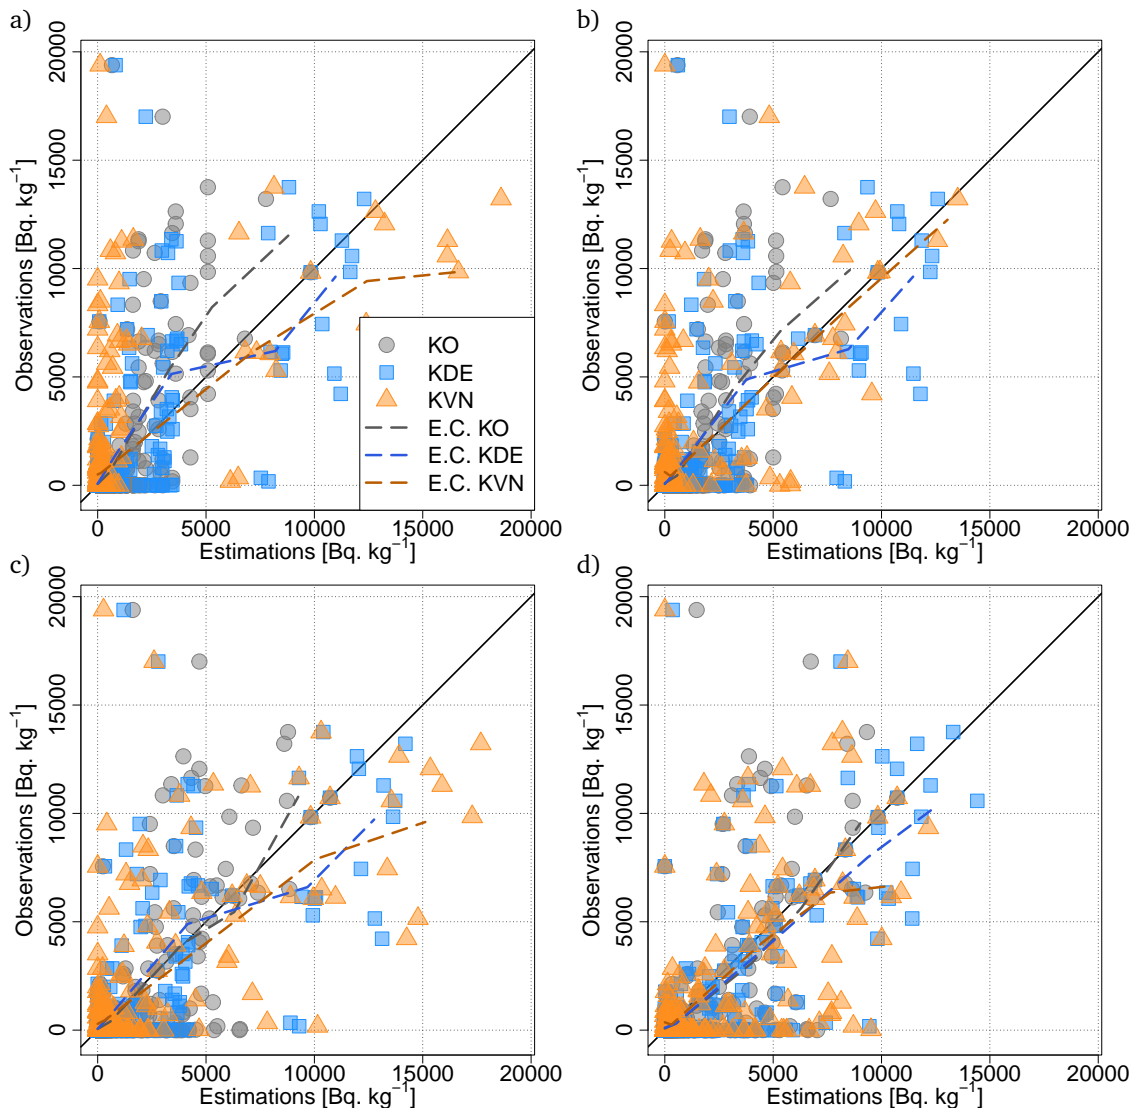 a)
b)
20000
15000
10000
5000
0
Observations [Bq. kg⁻¹]
0 5000 10000 15000 20000
Estimations [Bq. kg⁻¹]
KO
KDE
KVN
E.C. KO
E.C. KDE
E.C. KVN
20000
15000
10000
5000
0
Observations [Bq. kg⁻¹]
0 5000 10000 15000 20000
Estimations [Bq. kg⁻¹]
c)
d)
20000
15000
10000
5000
0
Observations [Bq. kg⁻¹]
0 5000 10000 15000 20000
Estimations [Bq. kg⁻¹]
20000
15000
10000
5000
0
Observations [Bq. kg⁻¹]
0 5000 10000 15000 20000
Estimations [Bq. kg⁻¹]